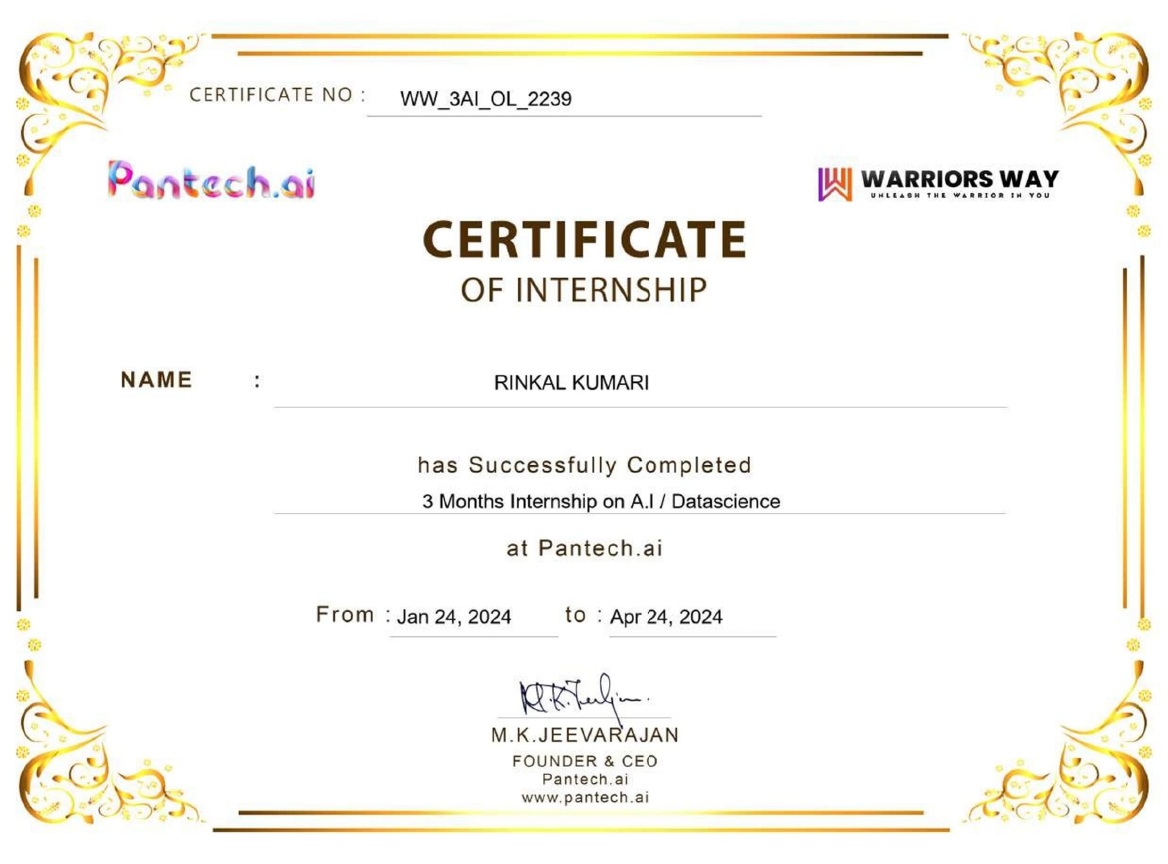 CERTIFICATE NO : WW_3AI_OL_2239
Pantech.ai
WARRIORS WAY
UNLEASH THE WARRIOR IN YOU
CERTIFICATE
OF INTERNSHIP
NAME : RINKAL KUMARI
has Successfully Completed
3 Months Internship on A.I / Datascience
at Pantech.ai
From : Jan 24, 2024 to : Apr 24, 2024
M.K.JEEVARAJAN
FOUNDER & CEO
Pantech.ai
www.pantech.ai